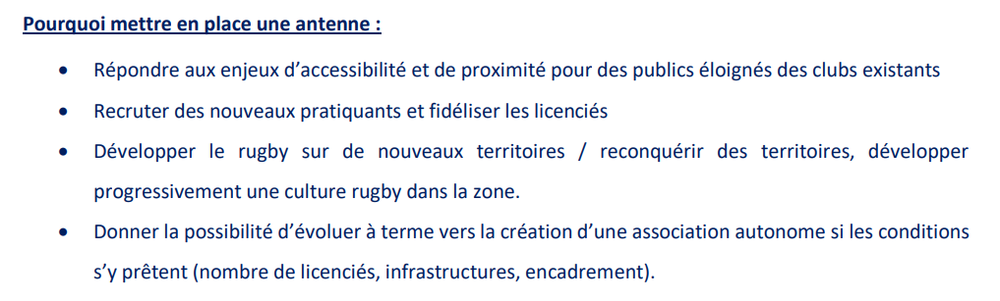 Pourquoi mettre en place une antenne :
• Répondre aux enjeux d’accessibilité et de proximité pour des publics éloignés des clubs existants
• Recruter des nouveaux pratiquants et fidéliser les licenciés
• Développer le rugby sur de nouveaux territoires / reconquérir des territoires, développer
progressivement une culture rugby dans la zone.
• Donner la possibilité d’évoluer à terme vers la création d’une association autonome si les conditions
s’y prêtent (nombre de licenciés, infrastructures, encadrement).